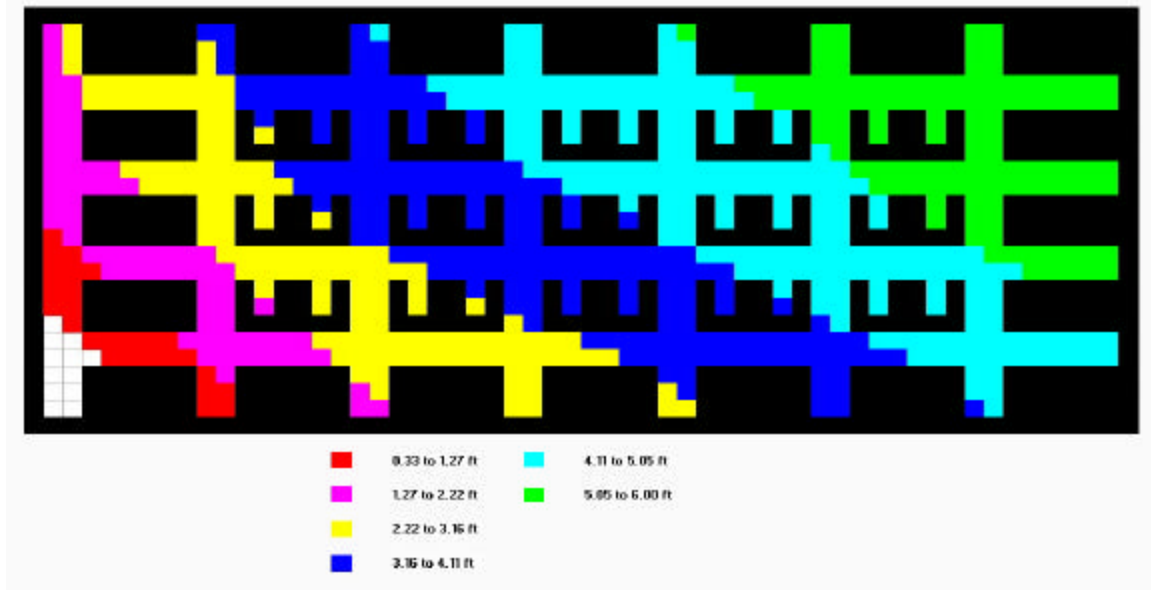 0.33 to 1.27 ft
4.11 to 5.05 ft
1.27 to 2.22 ft
5.05 to 6.00 ft
2.22 to 3.16 ft
3.16 to 4.11 ft